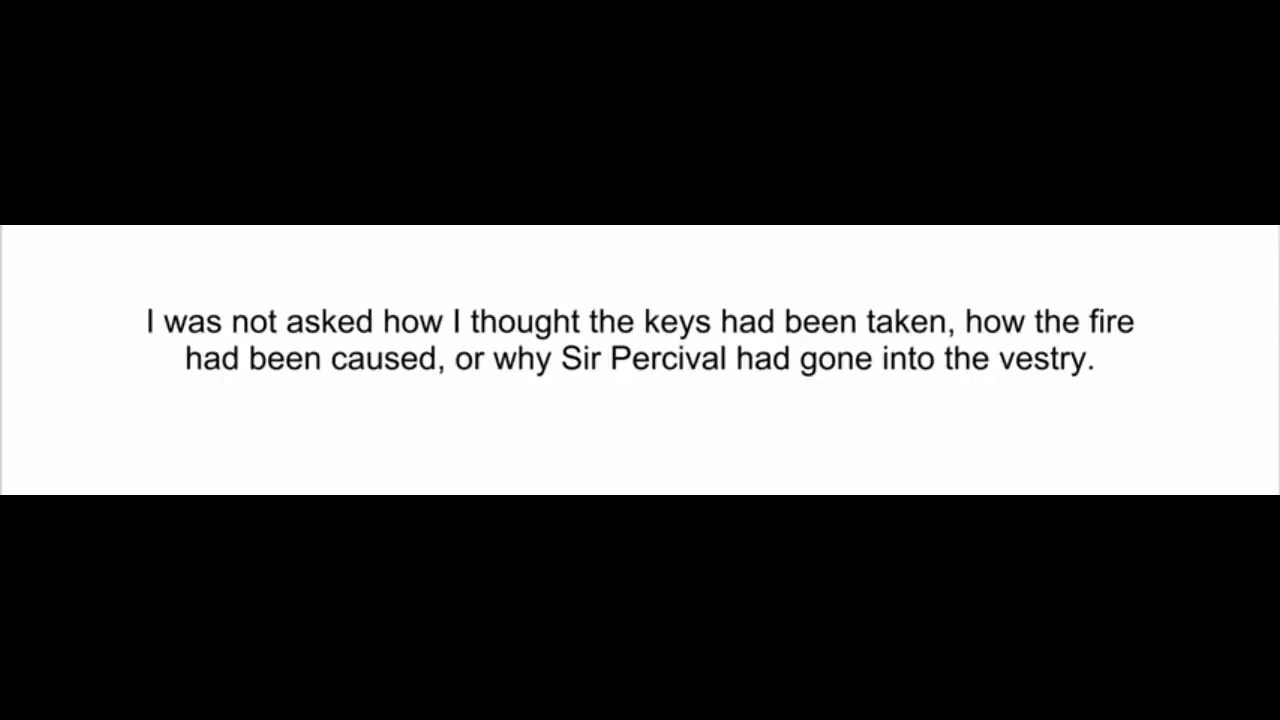 I was not asked how I thought the keys had been taken, how the fire
had been caused, or why Sir Percival had gone into the vestry.